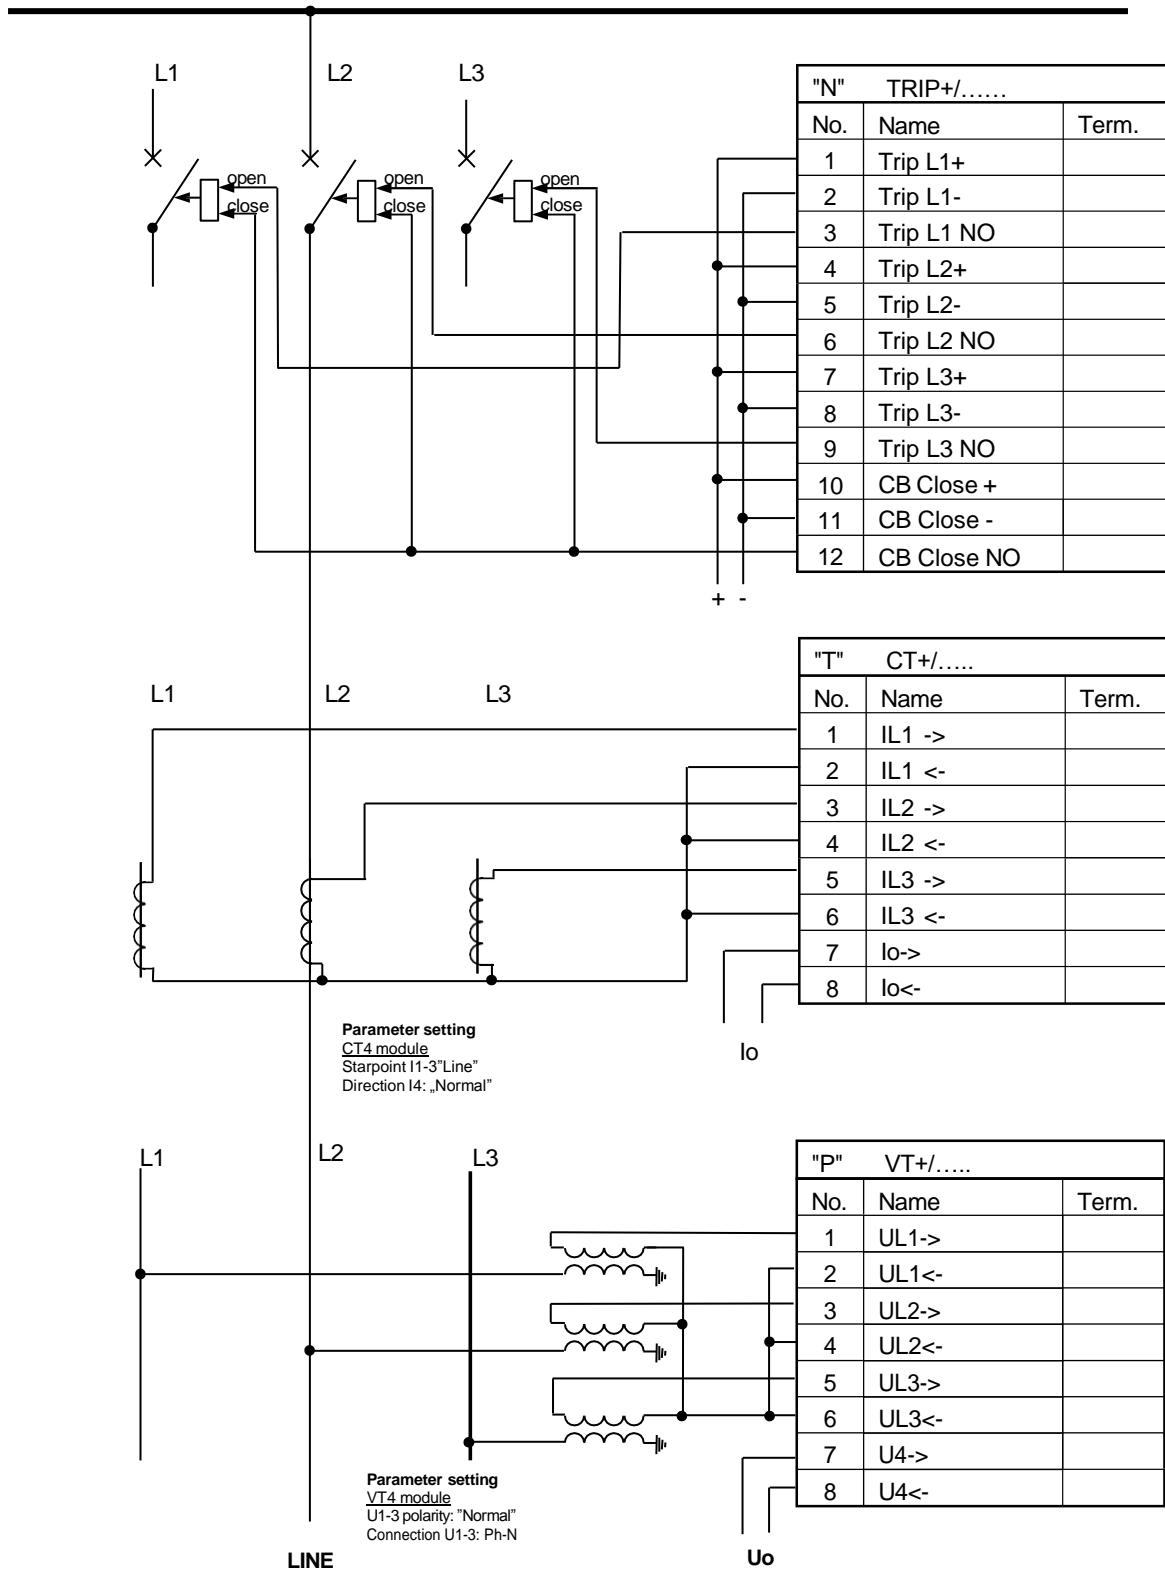 L1 L2 L3
open open open
close close close
"N" TRIP+/……
No. Name Term.
1 Trip L1+
2 Trip L1-
3 Trip L1 NO
4 Trip L2+
5 Trip L2-
6 Trip L2 NO
7 Trip L3+
8 Trip L3-
9 Trip L3 NO
10 CB Close +
11 CB Close -
12 CB Close NO
+ -
L1 L2 L3
"T" CT+/…..
No. Name Term.
1 IL1 ->
2 IL1 <-
3 IL2 ->
4 IL2 <-
5 IL3 ->
6 IL3 <-
7 Io->
8 Io<-
Io
Parameter setting
CT4 module
Starpoint I1-3"Line"
Direction I4: „Normal"
L1 L2 L3
"P" VT+/…..
No. Name Term.
1 UL1->
2 UL1<-
3 UL2->
4 UL2<-
5 UL3->
6 UL3<-
7 U4->
8 U4<-
Parameter setting
VT4 module
U1-3 polarity: "Normal"
Connection U1-3: Ph-N
LINE
Uo